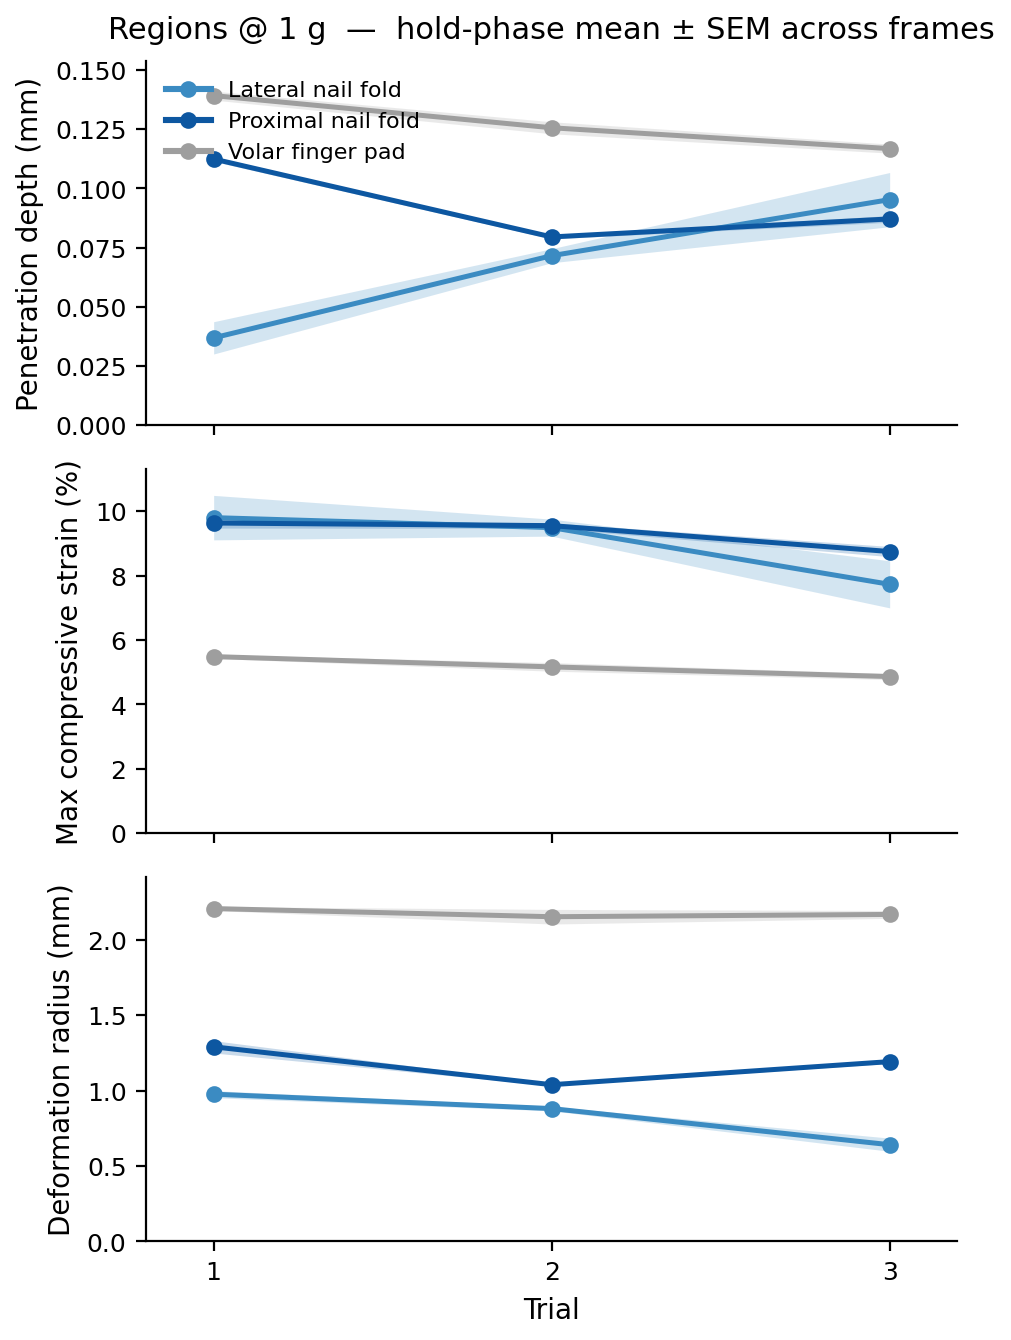 Regions @ 1 g — hold-phase mean ± SEM across frames
Penetration depth (mm)
0.150
0.125
0.100
0.075
0.050
0.025
0.000
Lateral nail fold
Proximal nail fold
Volar finger pad
Max compressive strain (%)
10
8
6
4
2
0
Deformation radius (mm)
2.0
1.5
1.0
0.5
0.0
1 2 3
Trial